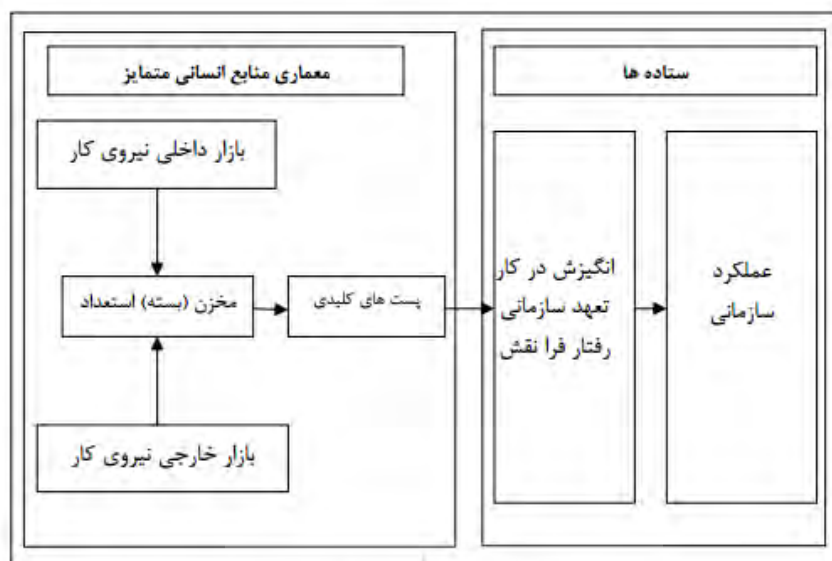 معماری منابع انسانی متمایز
بازار داخلی نیروی کار
مخزن (بسته) استعداد
پست های کلیدی
بازار خارجی نیروی کار
ستاده ها
انگیزش در کار
تعهد سازمانی
رفتار فرا نقش
عملکرد
سازمانی